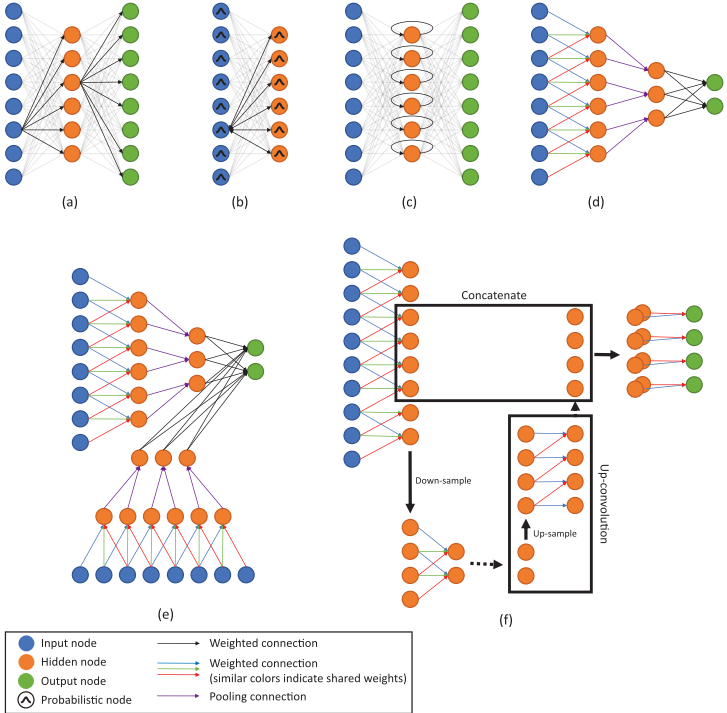 (a)
(b)
(c)
(d)
Concatenate
Down-sample
Up-sample
Up-convolution
(e)
(f)
Input node
Hidden node
Output node
Probabilistic node
Weighted connection
Weighted connection
(similar colors indicate shared weights)
Pooling connection